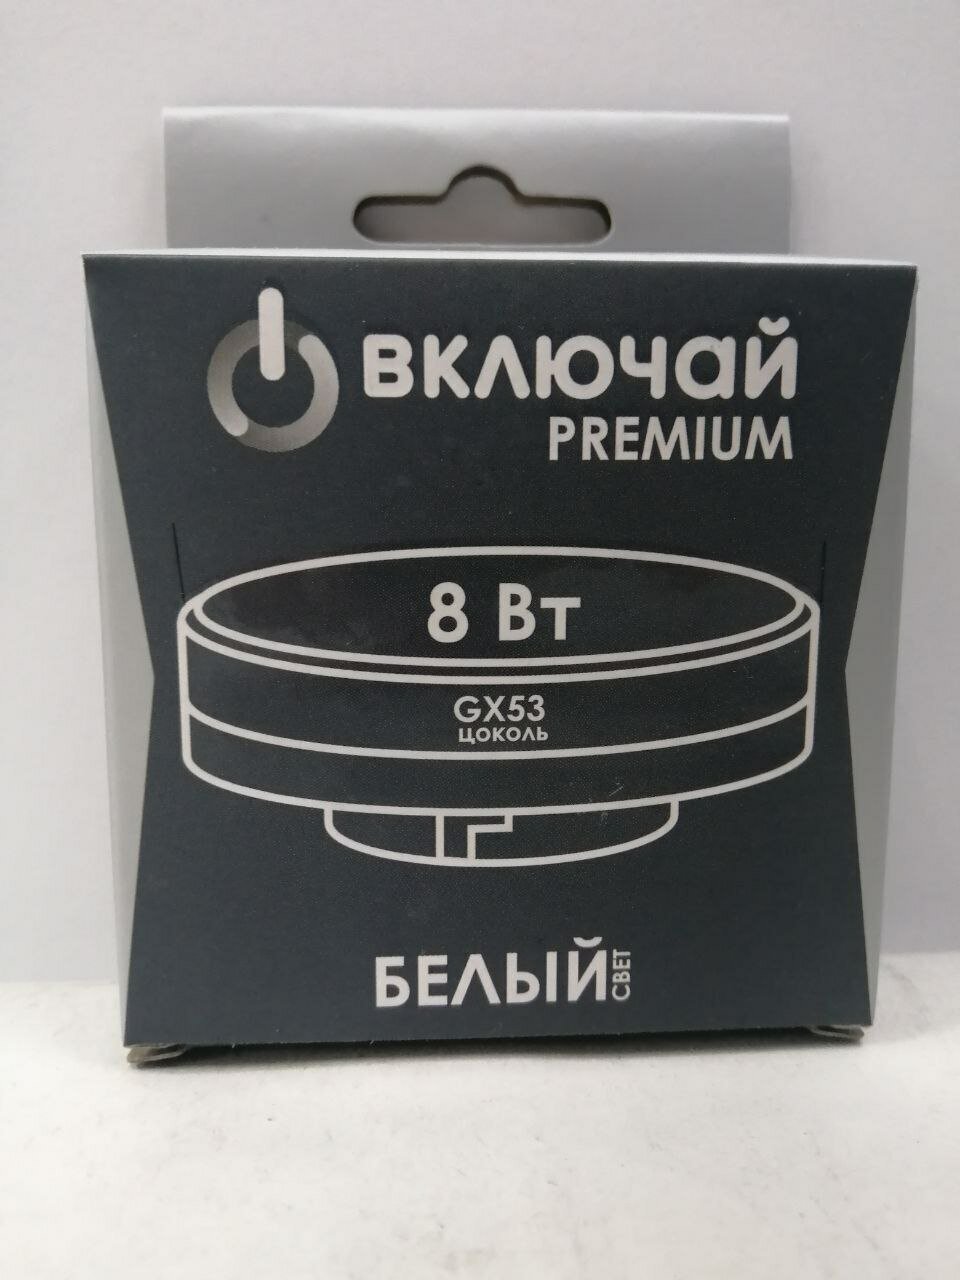 ВКЛЮЧАЙ
PREMIUM
8 Вт
GX53
ЦОКОЛЬ
БЕЛЫЙ СВЕТ